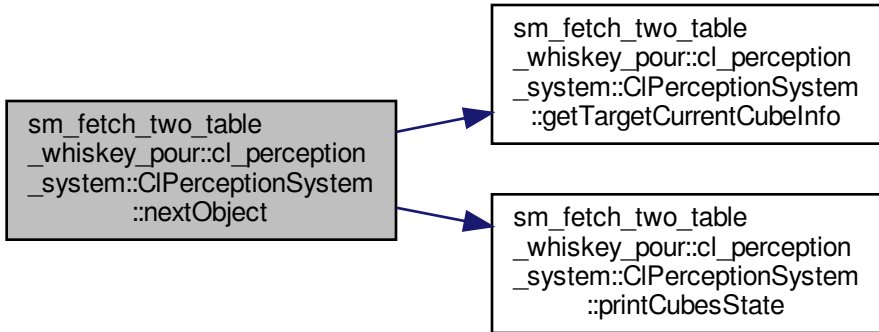 sm_fetch_two_table
_whiskey_pour::cl_perception
_system::ClPerceptionSystem
::nextObject
sm_fetch_two_table
_whiskey_pour::cl_perception
_system::ClPerceptionSystem
::getTargetCurrentCubeInfo
sm_fetch_two_table
_whiskey_pour::cl_perception
_system::ClPerceptionSystem
::printCubesState